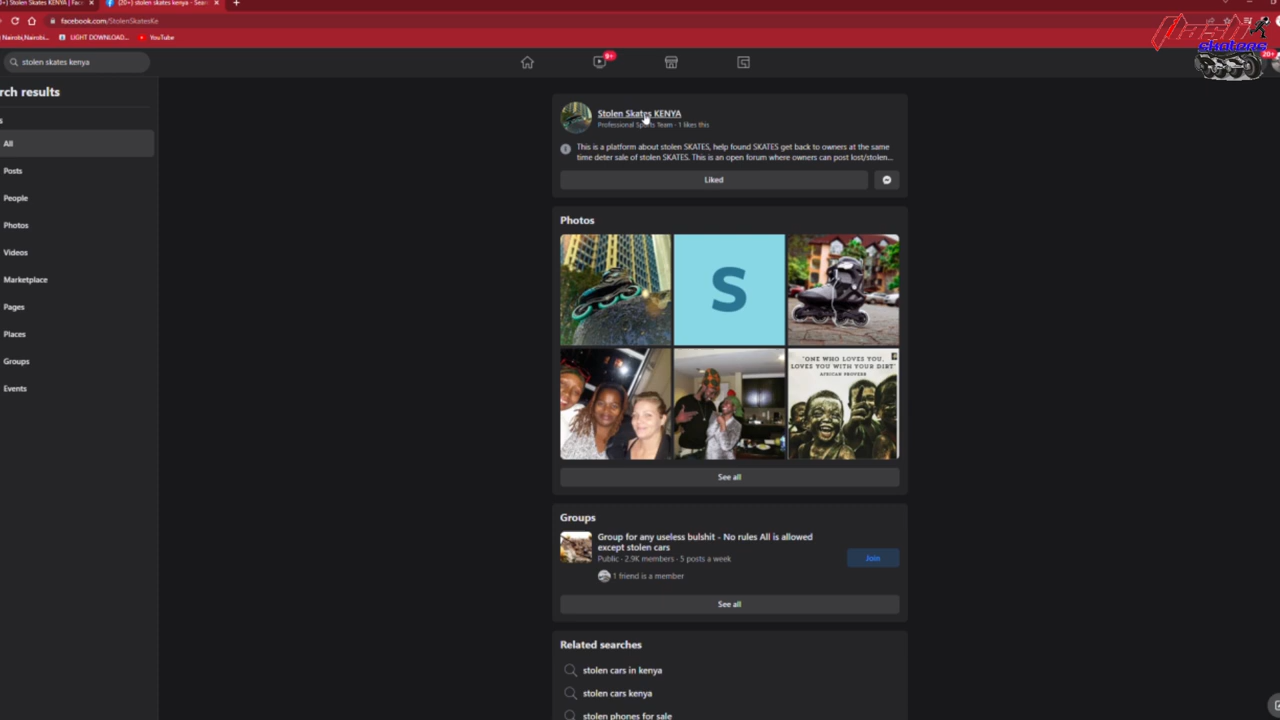 Stolen Skates KENYA | Fac
(20+) stolen skates kenya - Sear
facebook.com/StolenSkatesKe
Nairobi,Nairobi...
LIGHT DOWNLOAD...
YouTube
flash
skatzes
stolen skates kenya
9+
20+
rch results
s
All
Posts
People
Photos
Videos
Marketplace
Pages
Places
Groups
Events
Stolen Skates KENYA
Professional Sports Team · 1 likes this
This is a platform about stolen SKATES, help found SKATES get back to owners at the same
time deter sale of stolen SKATES. This is an open forum where owners can post lost/stolen...
Liked
Photos
S
"ONE WHO LOVES YOU,
LOVES YOU WITH YOUR DIRT"
AFRICAN PROVERB
See all
Groups
Group for any useless bulshit - No rules All is allowed
except stolen cars
Public · 2.9K members · 5 posts a week
Join
1 friend is a member
See all
Related searches
stolen cars in kenya
stolen cars kenya
stolen phones for sale